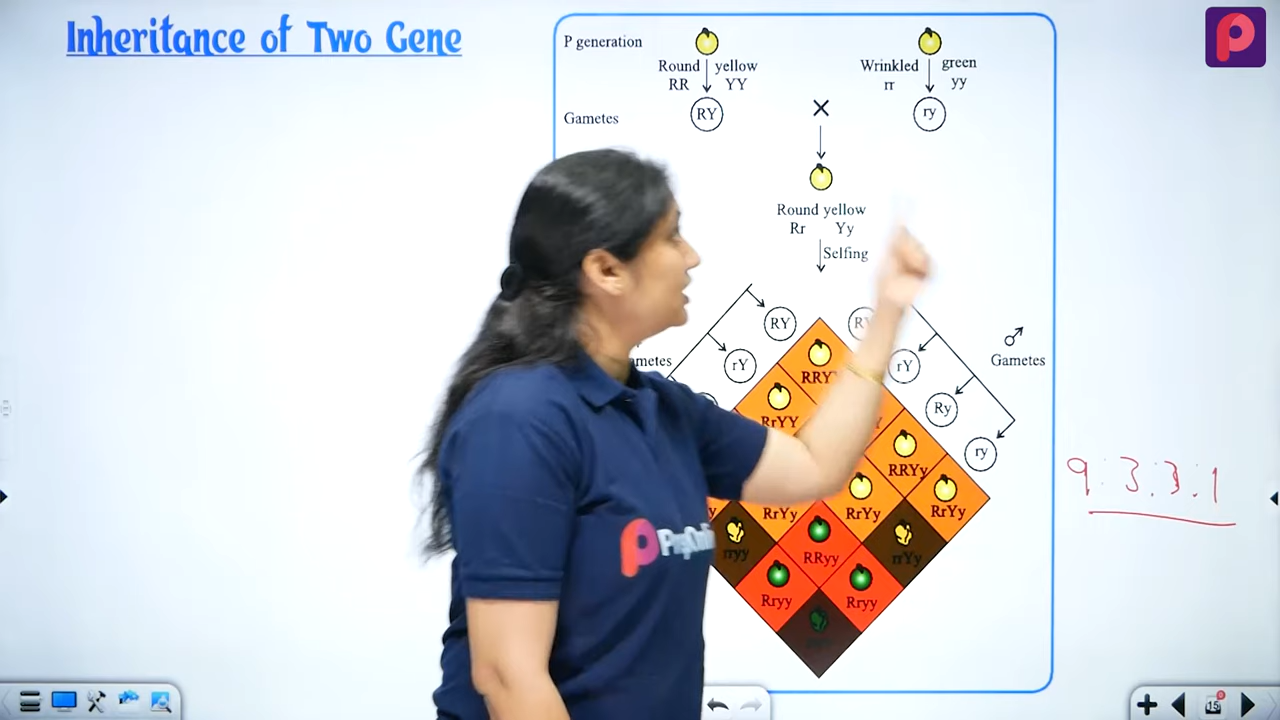 Inheritance of Two Gene
P generation
Round yellow
RR YY
Wrinkled green
rr yy
Gametes
RY
×
ry
Round yellow
Rr Yy
Selfing
RY
rY
rY
♂
Gametes
Ry
ry
RrYY
RRYy
RrYy
RrYy
RrYy
rryy
RRyy
rrYy
Rryy
Rryy
9:3:3:1
15